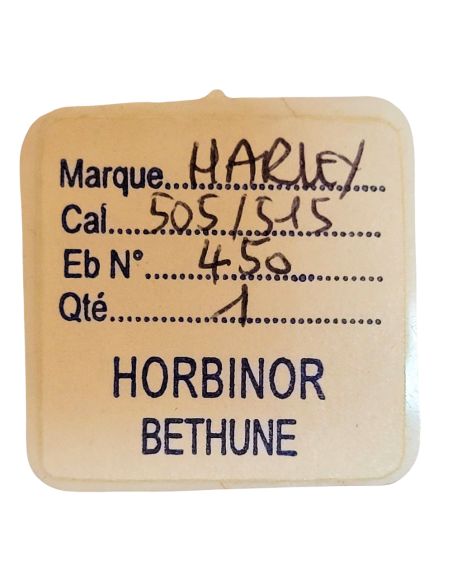 Marque...HARLEY
Cal...505/515
Eb N°...450
Qté...1
HORBINOR
BETHUNE